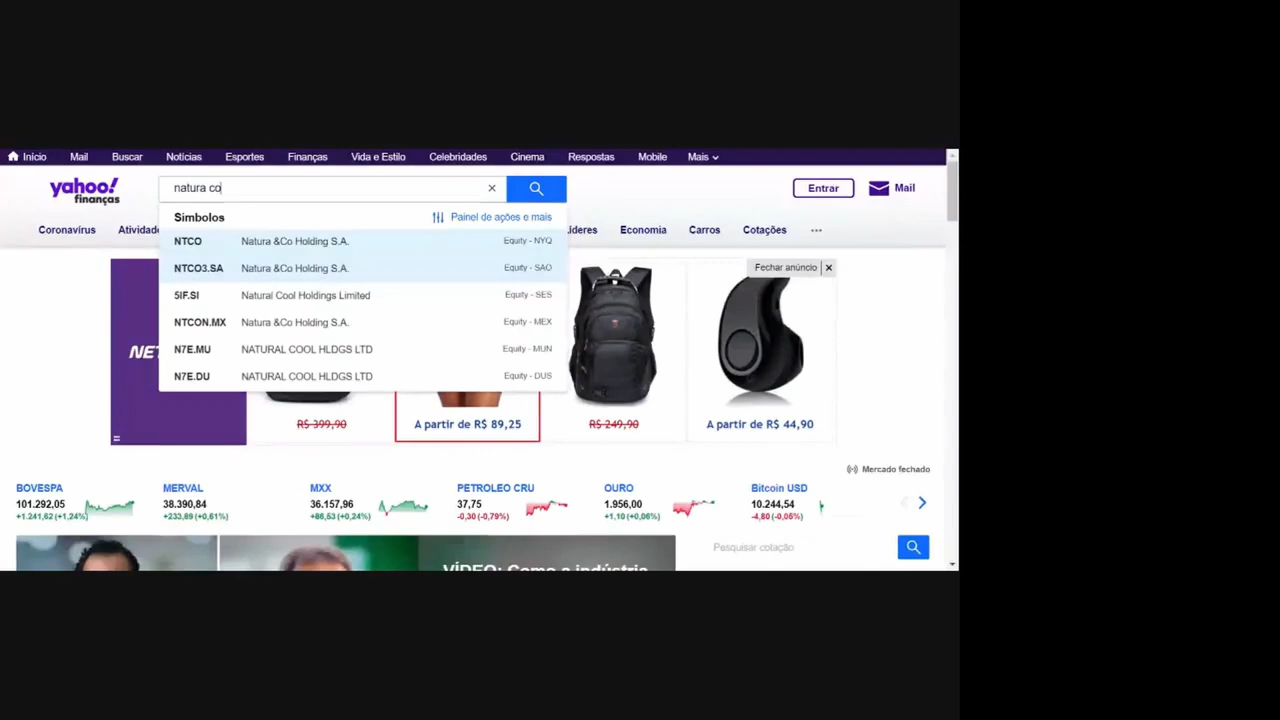 Início Mail Buscar Notícias Esportes Finanças Vida e Estilo Celebridades Cinema Respostas Mobile Mais
yahoo! finanças
natura co
Entrar
Mail
Símbolos
Painel de ações e mais
Coronavírus
Economia Carros Cotações
NTCO Natura &Co Holding S.A. Equity - NYQ
NTCO3.SA Natura &Co Holding S.A. Equity - SAO
5IF.SI Natural Cool Holdings Limited Equity - SES
NTCON.MX Natura &Co Holding S.A. Equity - MEX
N7E.MU NATURAL COOL HLDGS LTD Equity - MUN
N7E.DU NATURAL COOL HLDGS LTD Equity - DUS
Fechar anúncio
R$ 399,90 A partir de R$ 89,25 R$ 249,90 A partir de R$ 44,90
Mercado fechado
BOVESPA MERVAL MXX PETROLEO CRU OURO Bitcoin USD
101.292,05 38.390,84 36.157,96 37,75 1.956,00 10.244,54
+1.241,62 (+1,24%) +233,89 (+0,61%) +86,53 (+0,24%) -0,30 (-0,79%) +1,10 (+0,06%) -4,80 (-0,05%)
Pesquisar cotação
VÍDEO: Como a indústria